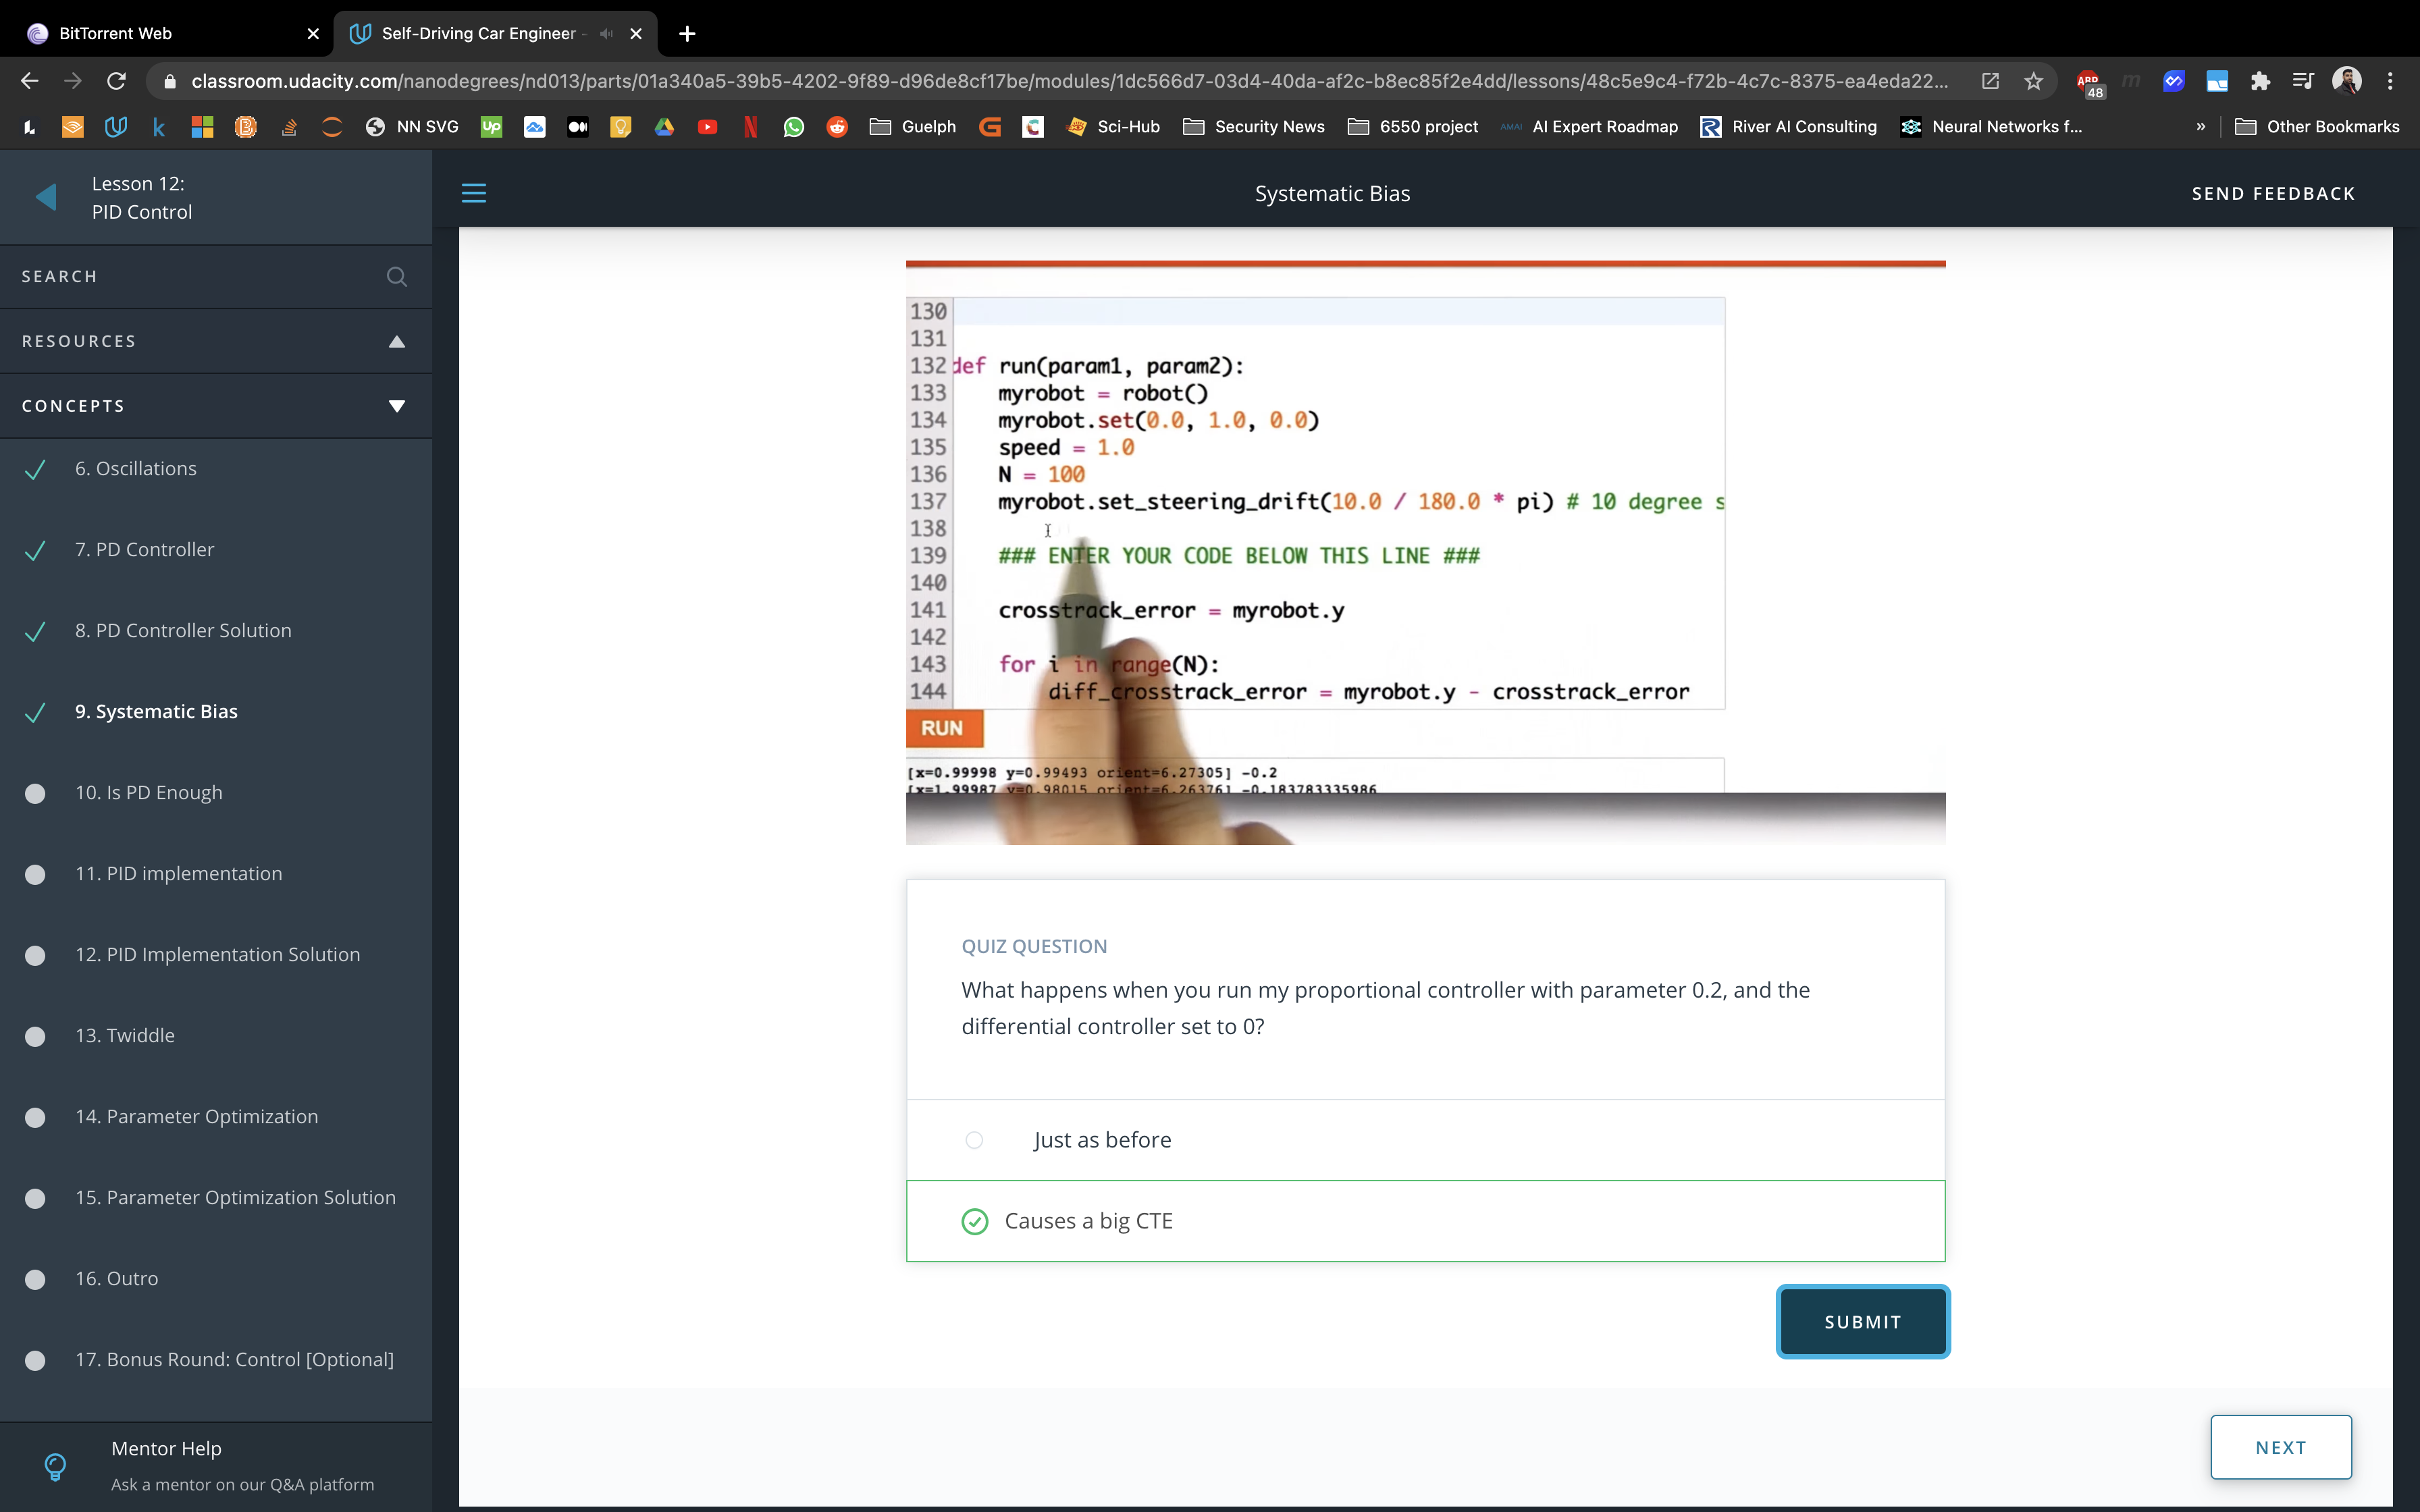 BitTorrent Web
Self-Driving Car Engineer -
classroom.udacity.com/nanodegrees/nd013/parts/01a340a5-39b5-4202-9f89-d96de8cf17be/modules/1dc566d7-03d4-40da-af2c-b8ec85f2e4dd/lessons/48c5e9c4-f72b-4c7c-8375-ea4eda22...
ABP
48
NN SVG
Up
Guelph
Sci-Hub
Security News
6550 project
AMAI
AI Expert Roadmap
River AI Consulting
Neural Networks f...
»
Other Bookmarks
Lesson 12:
PID Control
Systematic Bias
SEND FEEDBACK
SEARCH
RESOURCES
CONCEPTS
6. Oscillations
7. PD Controller
8. PD Controller Solution
9. Systematic Bias
10. Is PD Enough
11. PID implementation
12. PID Implementation Solution
13. Twiddle
14. Parameter Optimization
15. Parameter Optimization Solution
16. Outro
17. Bonus Round: Control [Optional]
Mentor Help
Ask a mentor on our Q&A platform
130
131
132 def run(param1, param2):
133 myrobot = robot()
134 myrobot.set(0.0, 1.0, 0.0)
135 speed = 1.0
136 N = 100
137 myrobot.set_steering_drift(10.0 / 180.0 * pi) # 10 degree s
138
139 ### ENTER YOUR CODE BELOW THIS LINE ###
140
141 crosstrack_error = myrobot.y
142
143 for i in range(N):
144 diff_crosstrack_error = myrobot.y - crosstrack_error
RUN
[x=0.99998 y=0.99493 orient=6.27305] -0.2
[x=1.99987 y=0.98015 orient=6.26376] -0.183783335986
QUIZ QUESTION
What happens when you run my proportional controller with parameter 0.2, and the
differential controller set to 0?
Just as before
Causes a big CTE
SUBMIT
NEXT